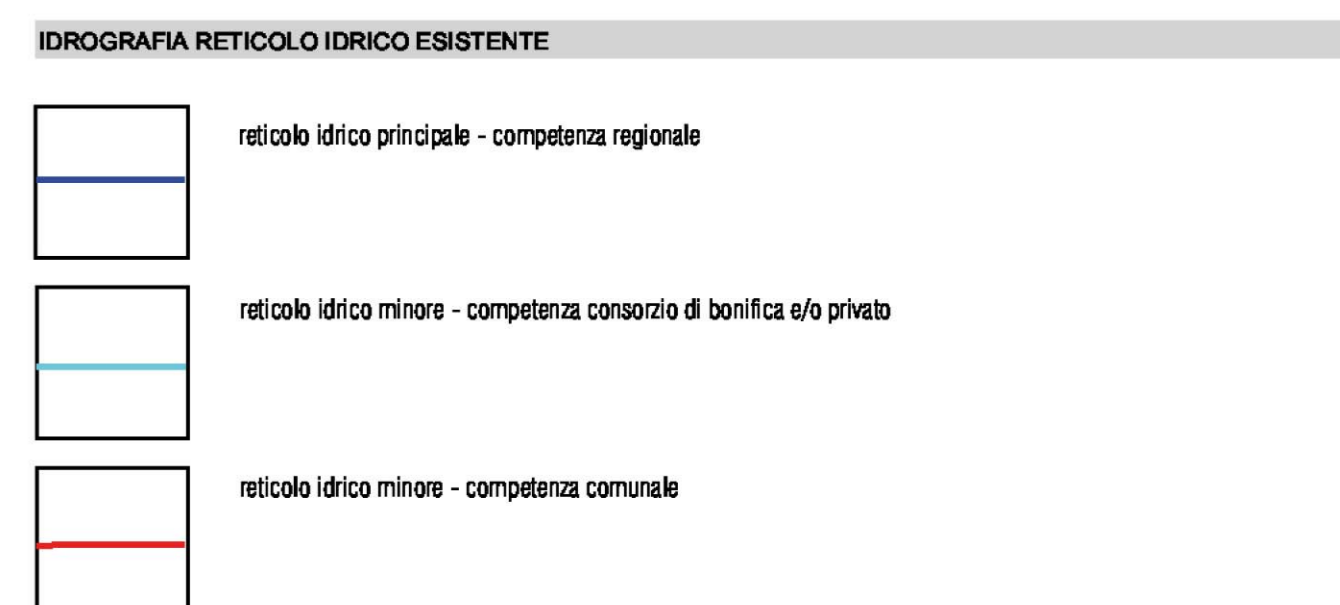 IDROGRAFIA RETICOLO IDRICO ESISTENTE
reticolo idrico principale - competenza regionale
reticolo idrico minore - competenza consorzio di bonifica e/o privato
reticolo idrico minore - competenza comunale